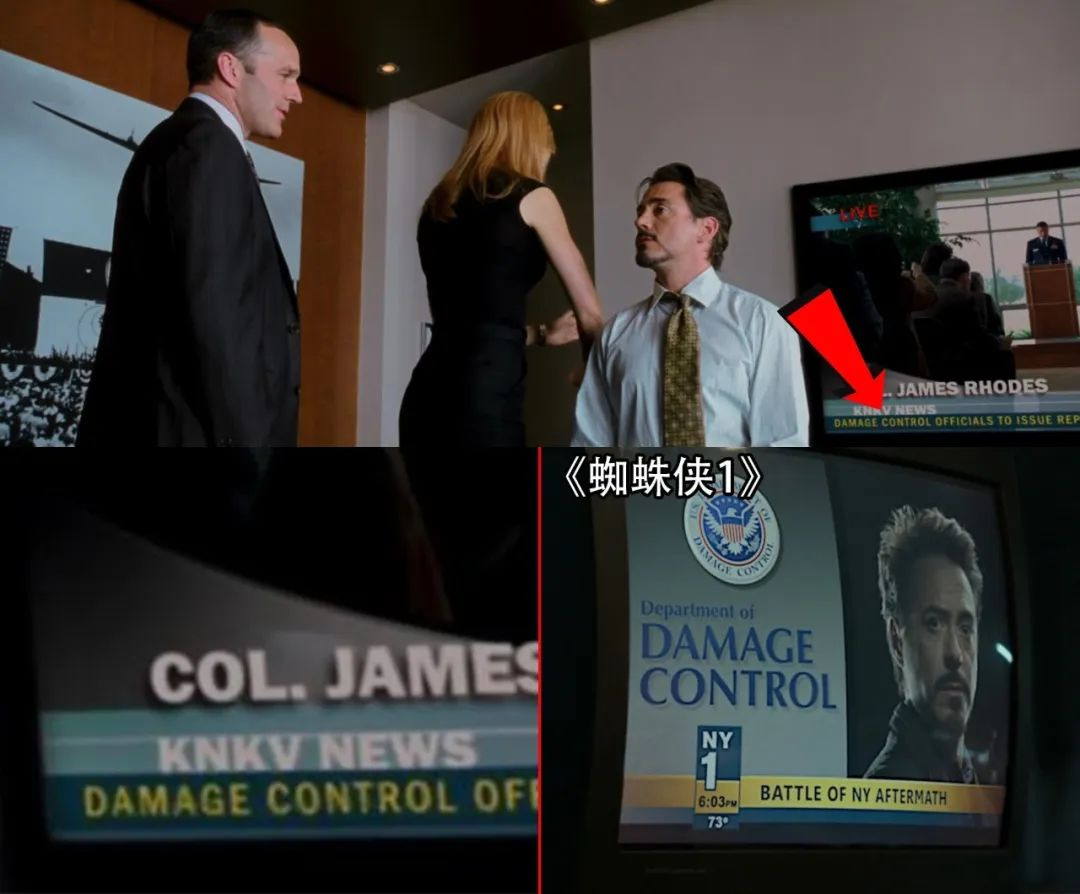 LIVE
. JAMES RHODES
KNKV NEWS
DAMAGE CONTROL OFFICIALS TO ISSUE REP
COL. JAMES
KNKV NEWS
DAMAGE CONTROL OFF
《蜘蛛侠1》
DAMAGE CONTROL
Department of
DAMAGE
CONTROL
NY
1
6:03PM
73°
BATTLE OF NY AFTERMATH